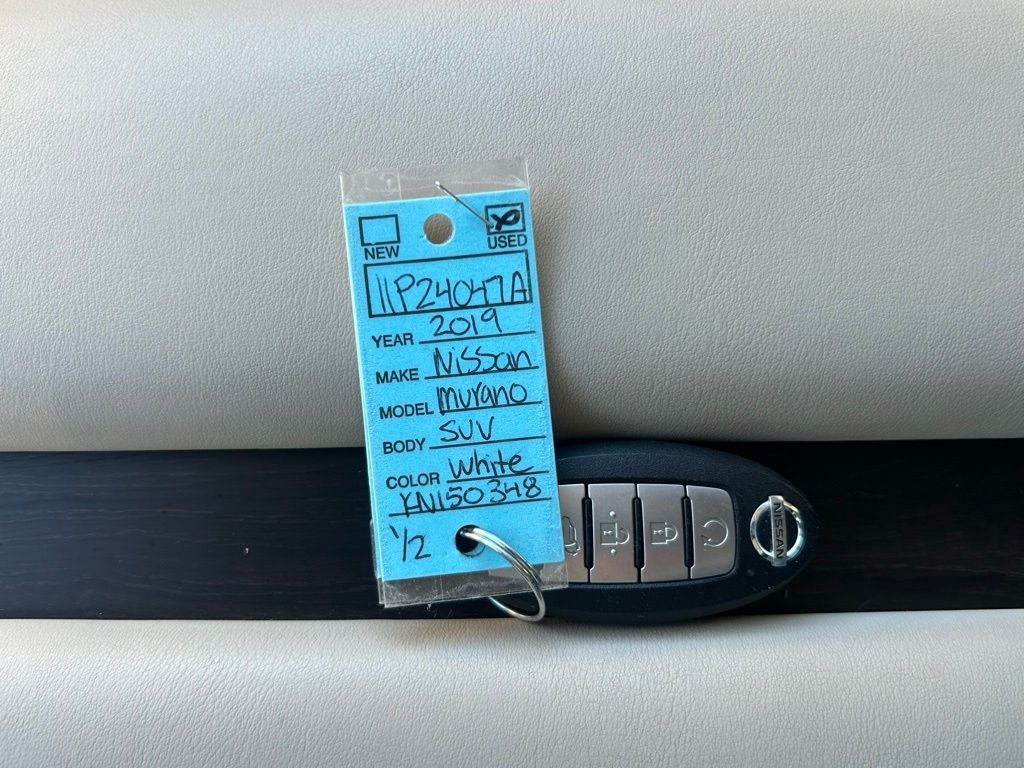 NEW USED
11P24047A
YEAR 2019
MAKE Nissan
MODEL Murano
BODY SUV
COLOR White
KN150348
1/2
NISSAN